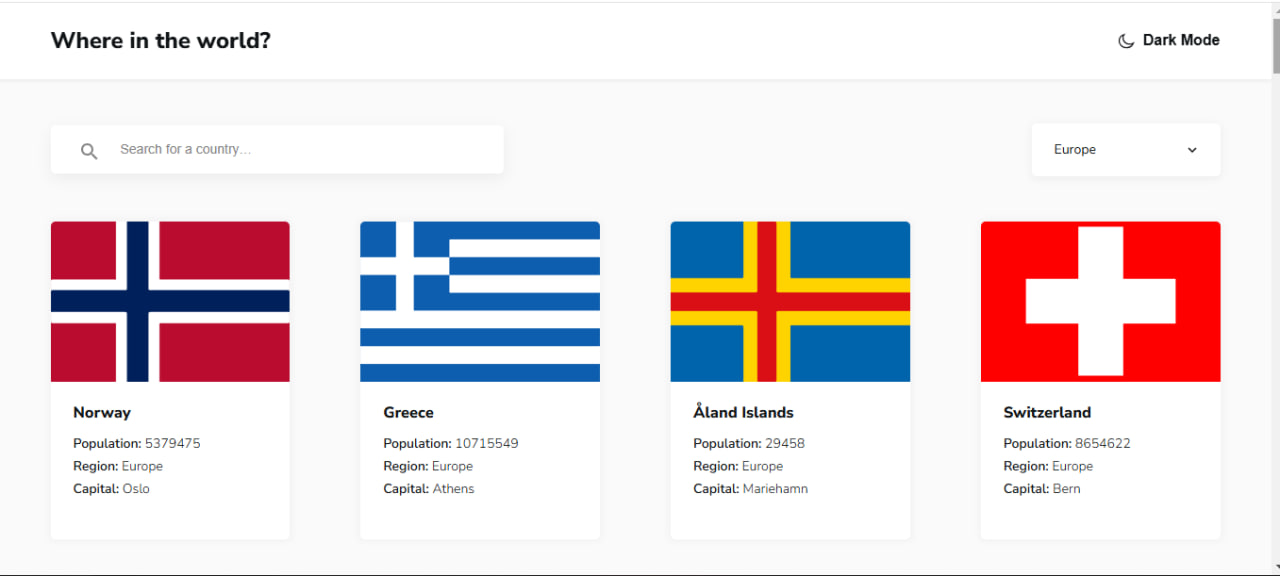 Where in the world?
Dark Mode
Search for a country...
Europe
Norway
Population: 5379475
Region: Europe
Capital: Oslo
Greece
Population: 10715549
Region: Europe
Capital: Athens
Åland Islands
Population: 29458
Region: Europe
Capital: Mariehamn
Switzerland
Population: 8654622
Region: Europe
Capital: Bern